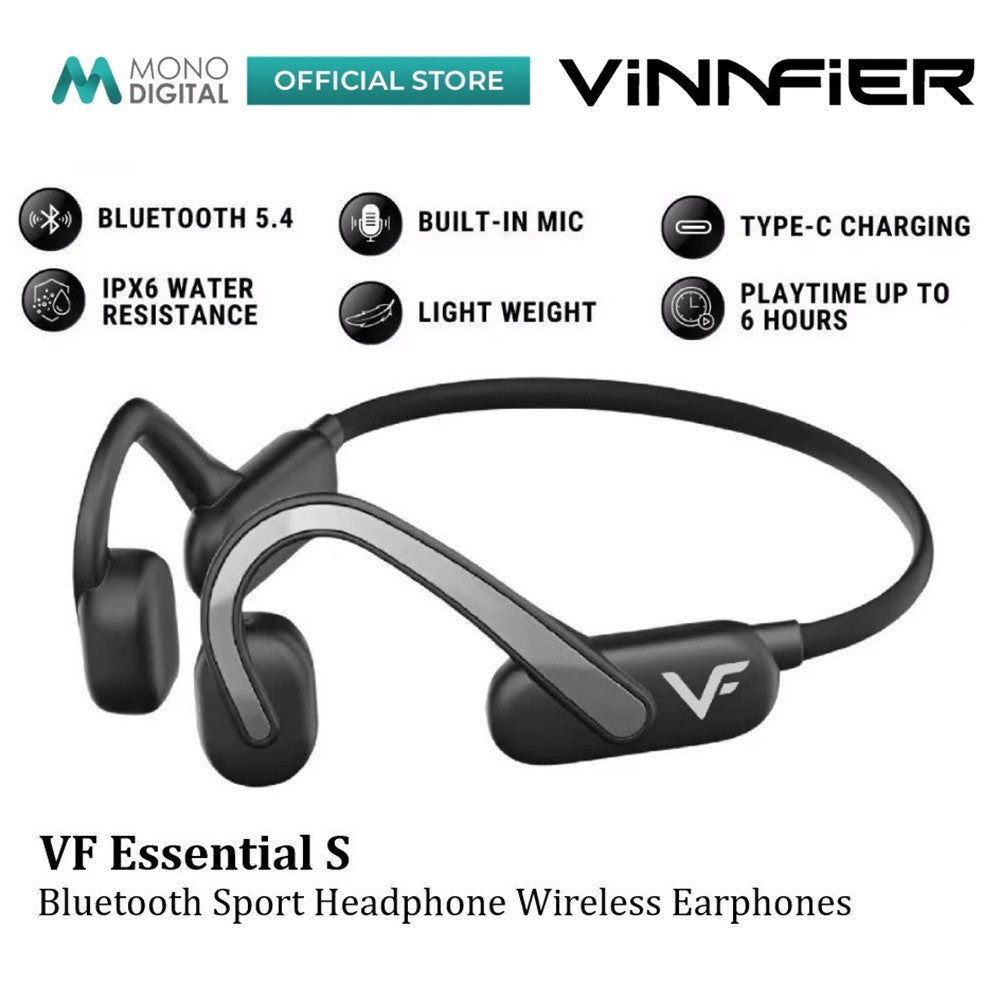 MONO
DIGITAL
OFFICIAL STORE
ViNNFiER
BLUETOOTH 5.4
BUILT-IN MIC
TYPE-C CHARGING
IPX6 WATER
RESISTANCE
LIGHT WEIGHT
PLAYTIME UP TO
6 HOURS
VF
VF Essential S
Bluetooth Sport Headphone Wireless Earphones